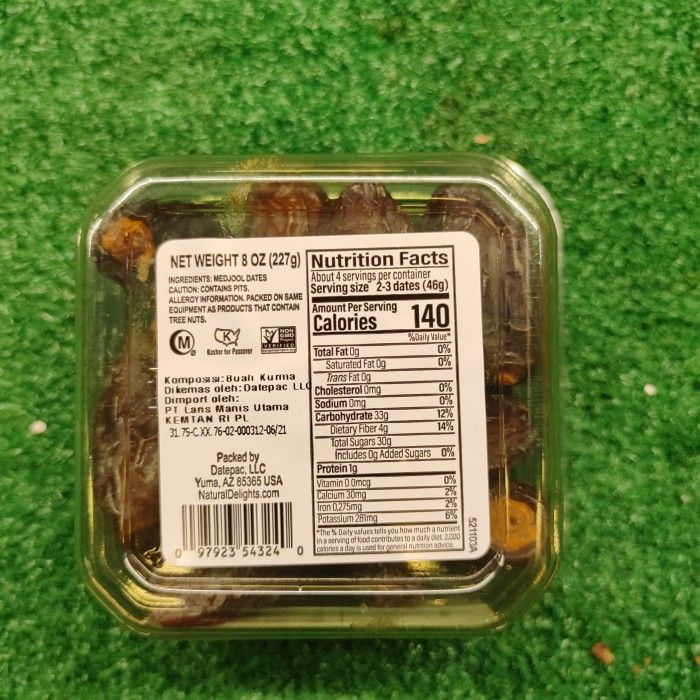 NET WEIGHT 8 OZ (227g)
INGREDIENTS: MEDJOOL DATES
CAUTION: CONTAINS PITS.
ALLERGY INFORMATION. PACKED ON SAME
EQUIPMENT AS PRODUCTS THAT CONTAIN
TREE NUTS.
M
K
Kosher for Passover
NON
GMO
VERIFIED
Komposisi: Buah Kurma
Dikemas oleh: Datepac LLC
Diimport oleh:
PT Laris Manis Utama
KEMTAN RI PL
31.75-C.XX.76-02-000312-06/21
Packed by
Datepac, LLC
Yuma, AZ 85365 USA
NaturalDelights.com
0 97923 54324 0
Nutrition Facts
About 4 servings per container
Serving size 2-3 dates (46g)
Amount Per Serving
Calories 140
%Daily Value*
Total Fat 0g 0%
Saturated Fat 0g 0%
Trans Fat 0g
Cholesterol 0mg 0%
Sodium 0mg 0%
Carbohydrate 33g 12%
Dietary Fiber 4g 14%
Total Sugars 30g
Includes 0g Added Sugars 0%
Protein 1g
Vitamin D 0mcg 0%
Calcium 30mg 2%
Iron 0.275mg 2%
Potassium 281mg 6%
*The % Daily values tells you how much a nutrient
in a serving of food contributes to a daily diet. 2,000
calories a day is used for general nutrition advice.
521103A